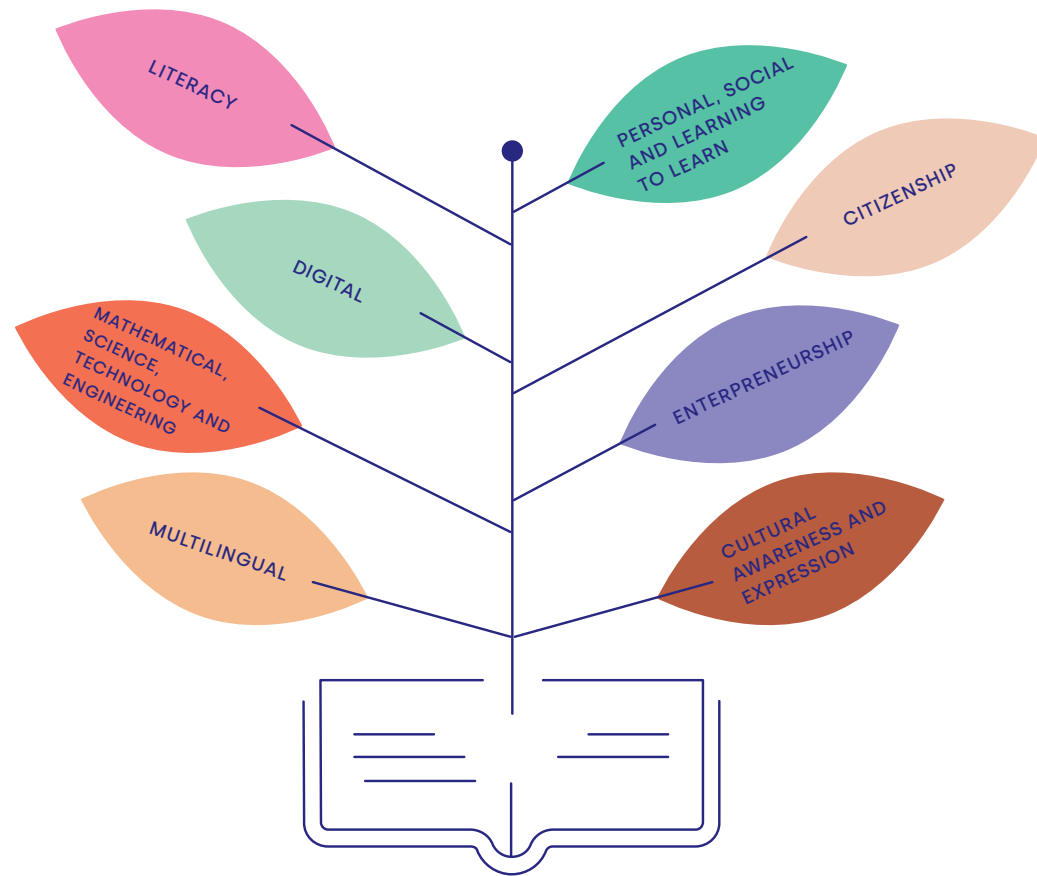 LITERACY
PERSONAL, SOCIAL
AND LEARNING
TO LEARN
CITIZENSHIP
DIGITAL
MATHEMATICAL,
SCIENCE,
TECHNOLOGY AND
ENGINEERING
ENTERPRENEURSHIP
MULTILINGUAL
CULTURAL
AWARENESS AND
EXPRESSION